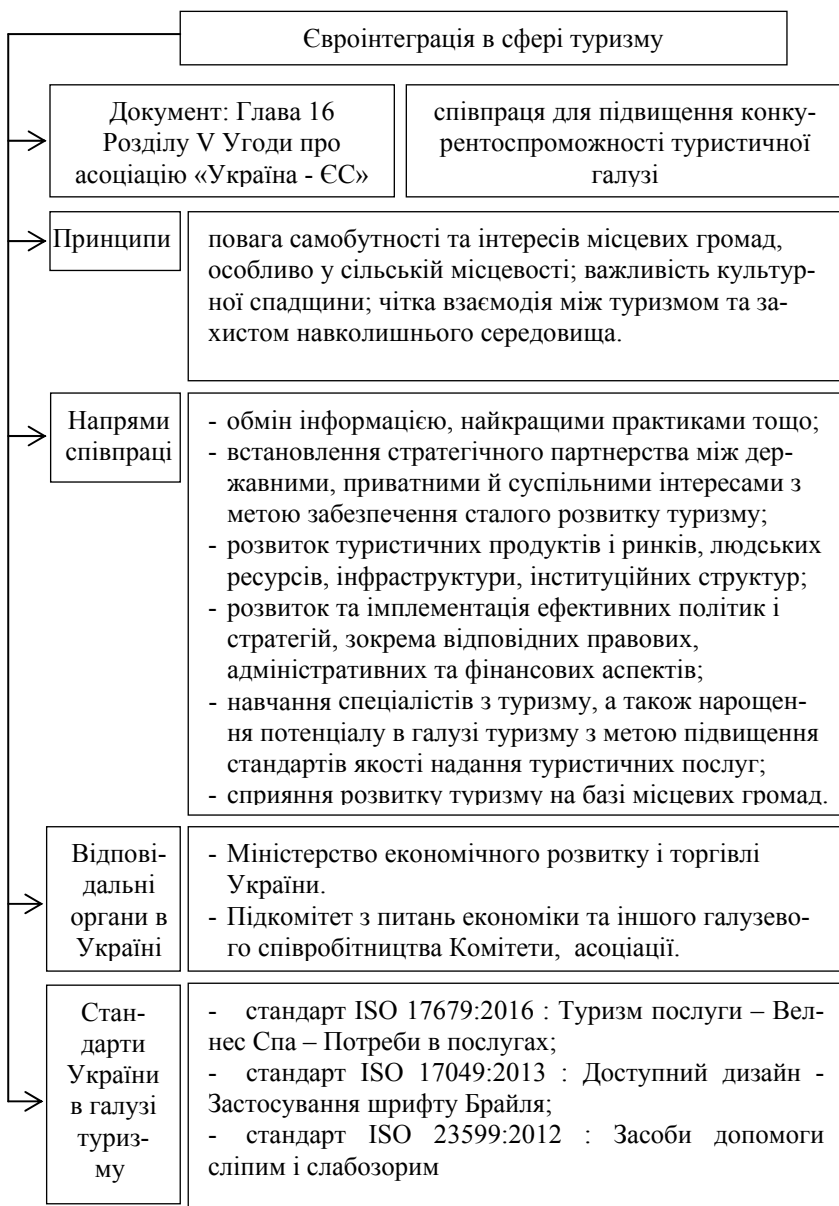 Євроінтеграція в сфері туризму
Документ: Глава 16
Розділу V Угоди про
асоціацію «Україна - ЄС»
співпраця для підвищення конку-
рентоспроможності туристичної
галузі
Принципи
повага самобутності та інтересів місцевих громад,
особливо у сільській місцевості; важливість культур-
ної спадщини; чітка взаємодія між туризмом та за-
хистом навколишнього середовища.
Напрями
співпраці
- обмін інформацією, найкращими практиками тощо;
- встановлення стратегічного партнерства між дер-
жавними, приватними й суспільними інтересами з
метою забезпечення сталого розвитку туризму;
- розвиток туристичних продуктів і ринків, людських
ресурсів, інфраструктури, інституційних структур;
- розвиток та імплементація ефективних політик і
стратегій, зокрема відповідних правових,
адміністративних та фінансових аспектів;
- навчання спеціалістів з туризму, а також нарощен-
ня потенціалу в галузі туризму з метою підвищення
стандартів якості надання туристичних послуг;
- сприяння розвитку туризму на базі місцевих громад.
Відпові-
дальні
органи в
Україні
- Міністерство економічного розвитку і торгівлі
України.
- Підкомітет з питань економіки та іншого галузево-
го співробітництва Комітети, асоціації.
Стан-
дарти
України
в галузі
туриз-
му
- стандарт ISO 17679:2016 : Туризм послуги – Вел-
нес Спа – Потреби в послугах;
- стандарт ISO 17049:2013 : Доступний дизайн -
Застосування шрифту Брайля;
- стандарт ISO 23599:2012 : Засоби допомоги
сліпим і слабозорим